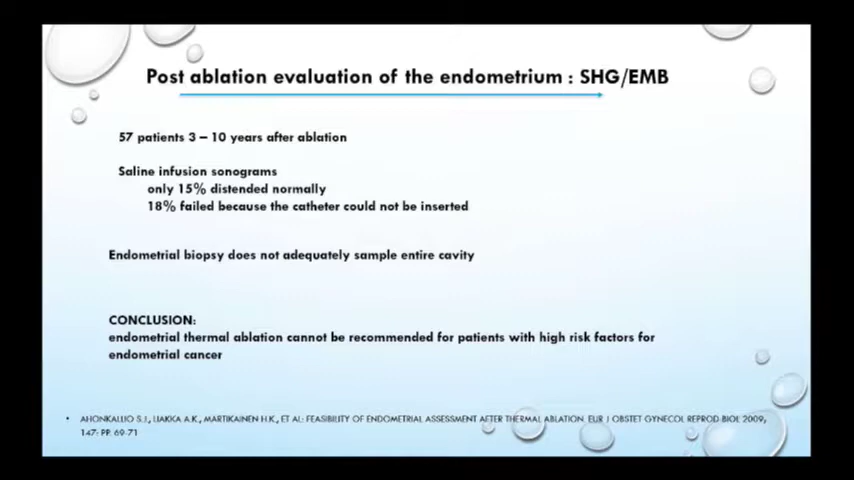 Post ablation evaluation of the endometrium : SHG/EMB
57 patients 3 – 10 years after ablation
Saline infusion sonograms
only 15% distended normally
18% failed because the catheter could not be inserted
Endometrial biopsy does not adequately sample entire cavity
CONCLUSION:
endometrial thermal ablation cannot be recommended for patients with high risk factors for
endometrial cancer
• AHONKALLIO S.J., LIAKKA A.K., MARTIKAINEN H.K., ET AL: FEASIBILITY OF ENDOMETRIAL ASSESSMENT AFTER THERMAL ABLATION. EUR J OBSTET GYNECOL REPROD BIOL 2009,
147: PP. 69-71